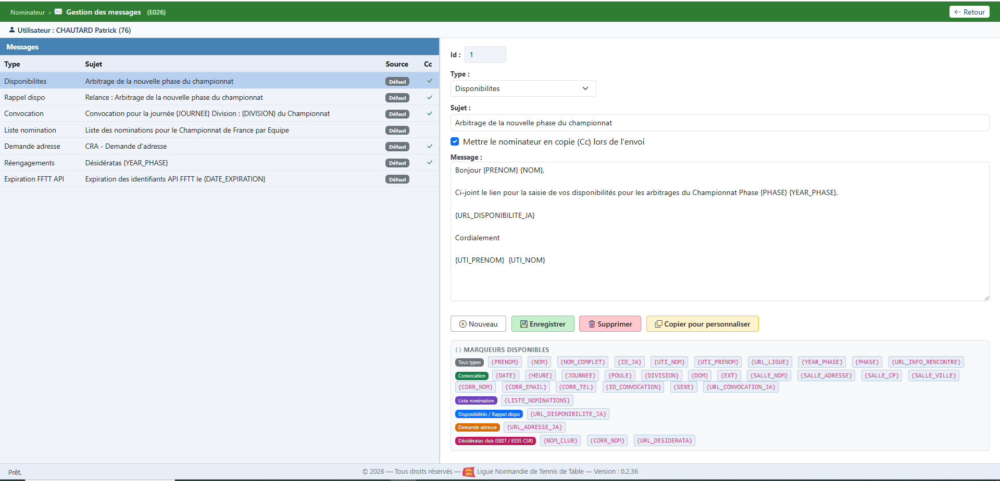 Nominateur › Gestion des messages (E026)
← Retour
Utilisateur : CHAUTARD Patrick (76)
Messages
Type Sujet Source Cc
Disponibilites Arbitrage de la nouvelle phase du championnat Défaut ✓
Rappel dispo Relance : Arbitrage de la nouvelle phase du championnat Défaut ✓
Convocation Convocation pour la journée {JOURNEE} Division : {DIVISION} du Championnat Défaut ✓
Liste nomination Liste des nominations pour le Championnat de France par Equipe Défaut
Demande adresse CRA - Demande d'adresse Défaut ✓
Réengagements Désidératas {YEAR_PHASE} Défaut ✓
Expiration FFTT API Expiration des identifiants API FFTT le {DATE_EXPIRATION} Défaut
Id : 1
Type :
Disponibilites
Sujet :
Arbitrage de la nouvelle phase du championnat
Mettre le nominateur en copie (Cc) lors de l'envoi
Message :
Bonjour {PRENOM} {NOM},
Ci-joint le lien pour la saisie de vos disponibilités pour les arbitrages du Championnat Phase {PHASE} {YEAR_PHASE}.
{URL_DISPONIBILITE_JA}
Cordialement
{UTI_PRENOM} {UTI_NOM}
Nouveau Enregistrer Supprimer Copier pour personnaliser
{} MARQUEURS DISPONIBLES
Tous types {PRENOM} {NOM} {NOM_COMPLET} {ID_JA} {UTI_NOM} {UTI_PRENOM} {URL_LIGUE} {YEAR_PHASE} {PHASE} {URL_INFO_RENCONTRE}
Convocation {DATE} {HEURE} {JOURNEE} {POULE} {DIVISION} {DOM} {EXT} {SALLE_NOM} {SALLE_ADRESSE} {SALLE_CP} {SALLE_VILLE}
{CORR_NOM} {CORR_EMAIL} {CORR_TEL} {ID_CONVOCATION} {SEXE} {URL_CONVOCATION_JA}
Liste nomination {LISTE_NOMINATIONS}
Disponibilités / Rappel dispo {URL_DISPONIBILITE_JA}
Demande adresse {URL_ADRESSE_JA}
Désidératas club (E027 / E035 CSR) {NOM_CLUB} {CORR_NOM} {URL_DESIDERATA}
Prêt.
© 2026 — Tous droits réservés — Ligue Normandie de Tennis de Table — Version : 0.2.36